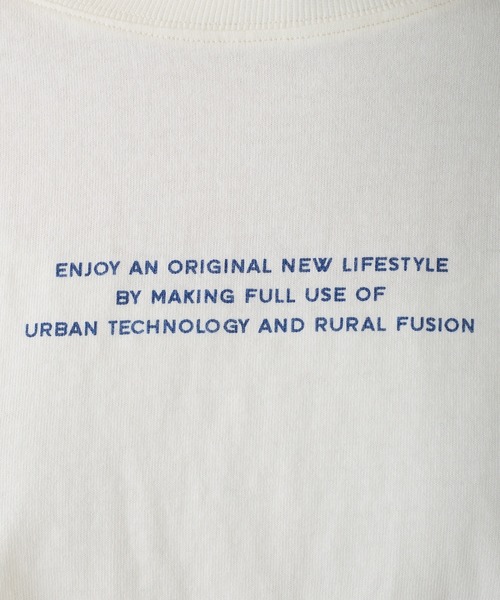 ENJOY AN ORIGINAL NEW LIFESTYLE
BY MAKING FULL USE OF
URBAN TECHNOLOGY AND RURAL FUSION